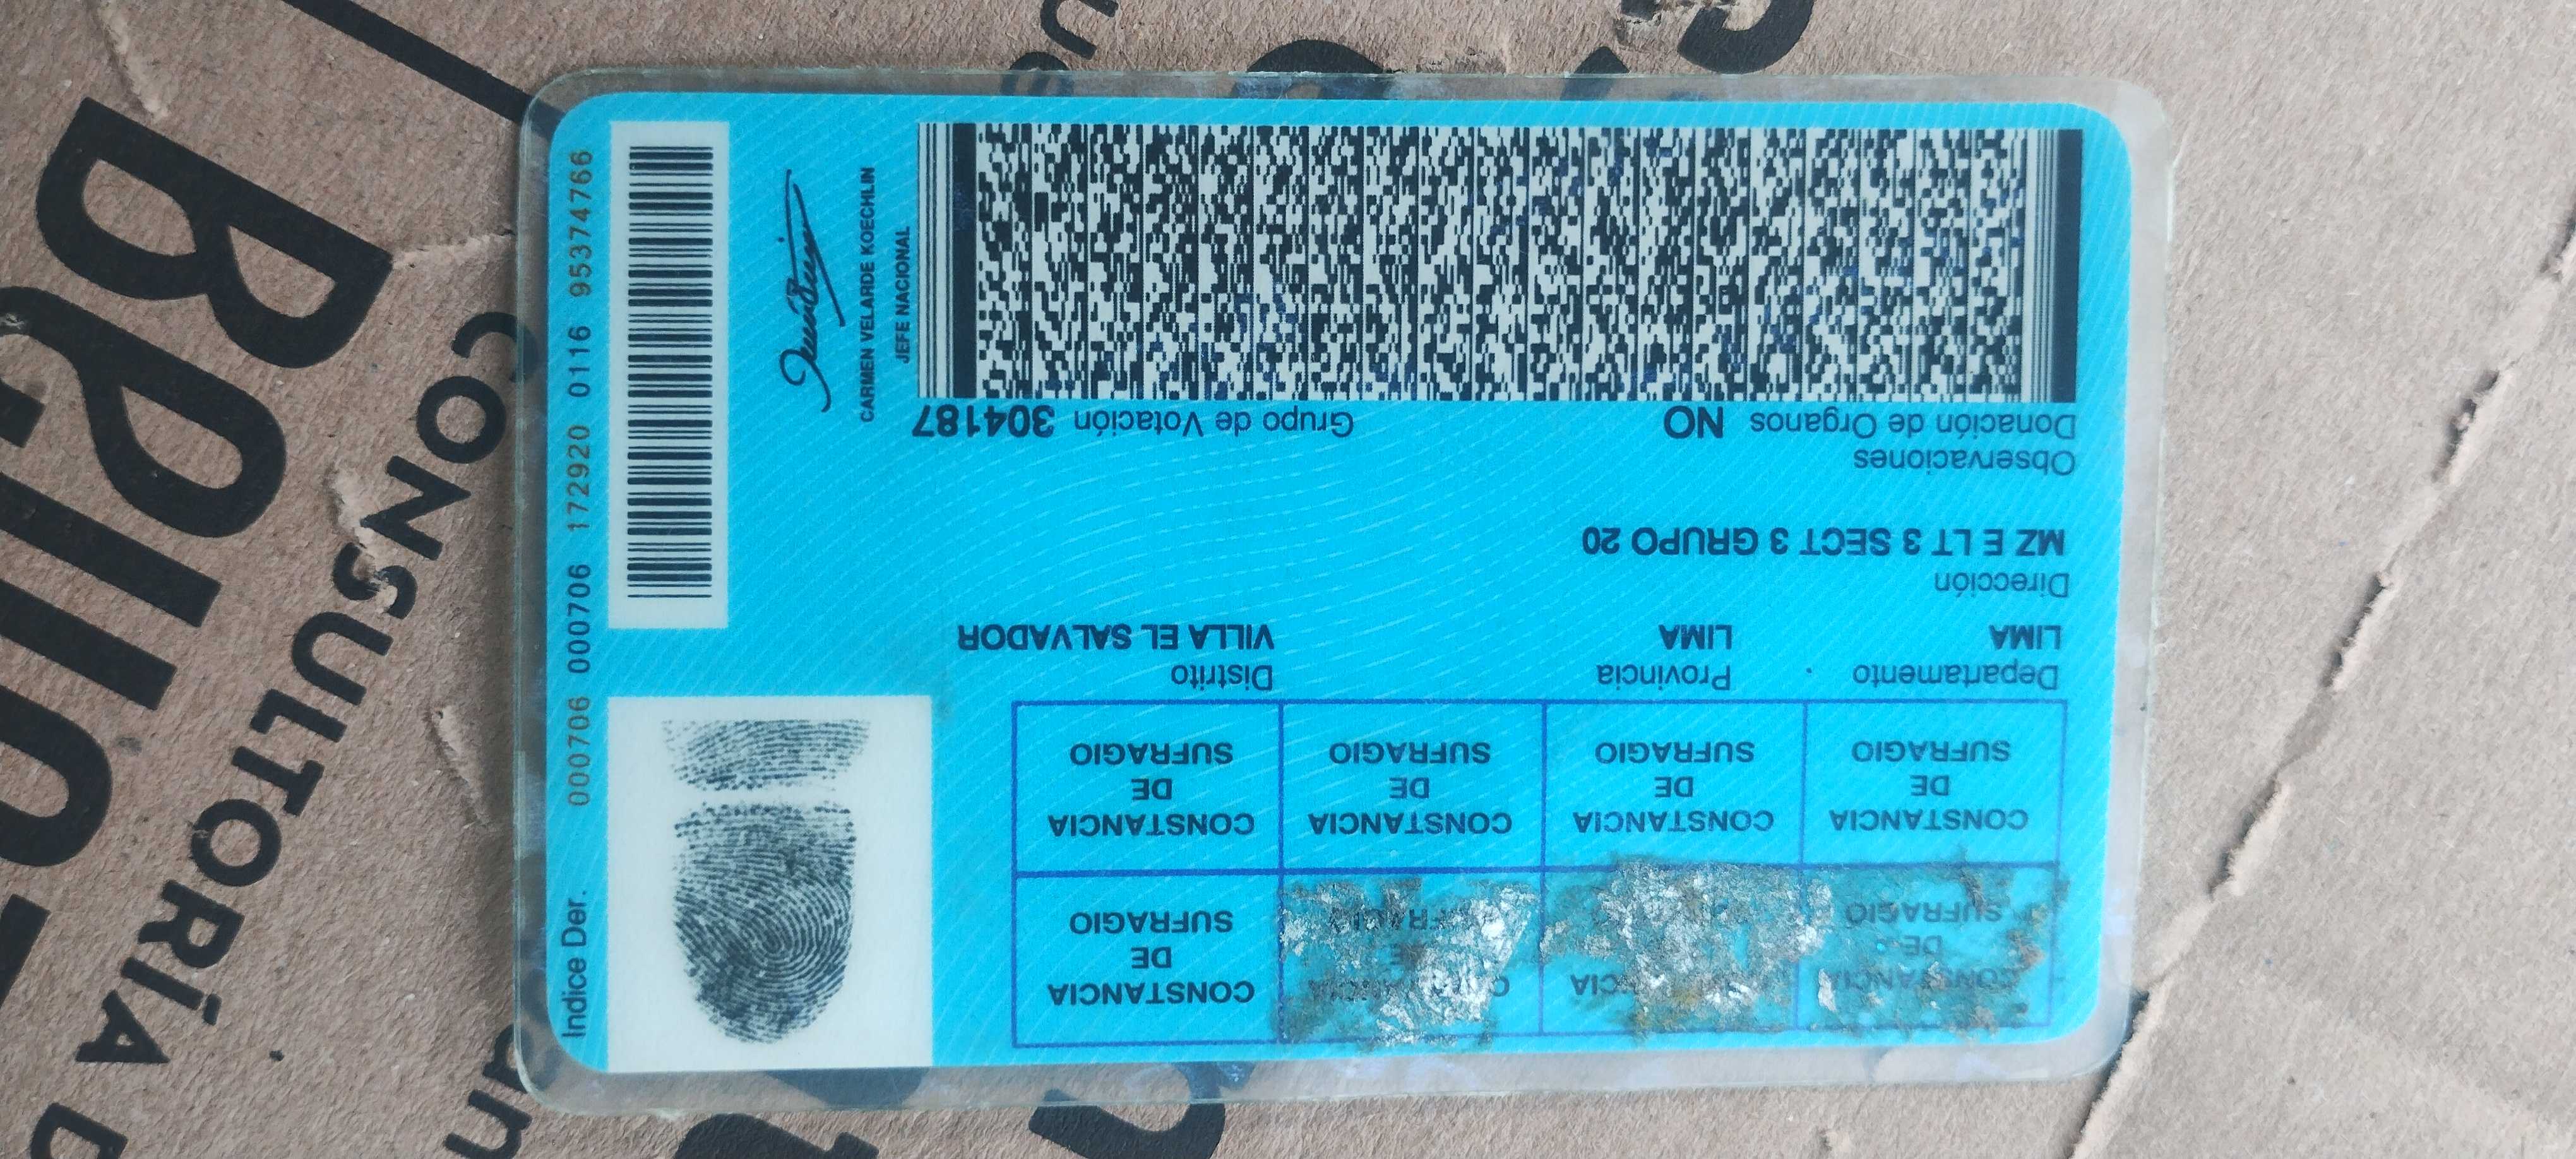 CONSTANCIA DE SUFRAGIO
CONSTANCIA DE SUFRAGIO
CONSTANCIA DE SUFRAGIO
CONSTANCIA DE SUFRAGIO
CONSTANCIA DE SUFRAGIO
Departamento Provincia Distrito
LIMA LIMA VILLA EL SALVADOR
Dirección
MZ E LT 3 SECT 3 GRUPO 20
Observaciones
Donación de Organos NO Grupo de Votación 304187
Indice Der. 000706 000706 172920 0116 95374766
CARMEN VELARDE KOECHLIN
JEFE NACIONAL
CONSULTORÍA